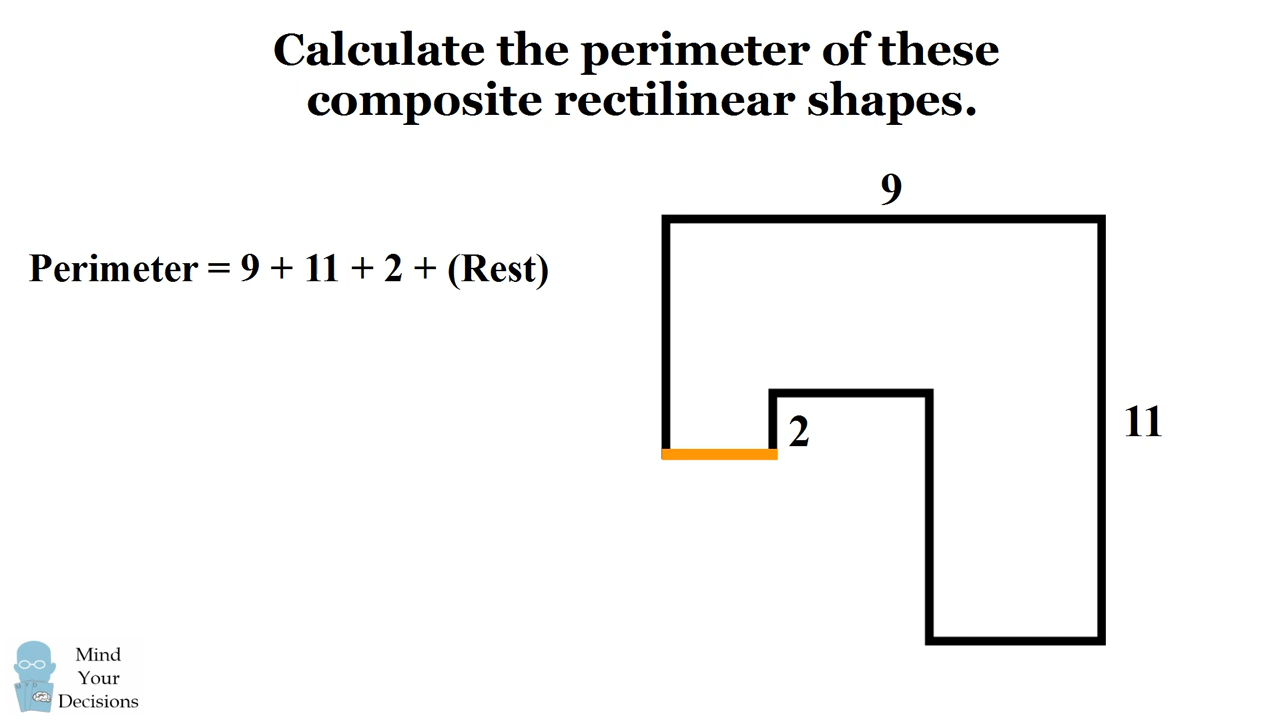 Calculate the perimeter of these
composite rectilinear shapes.
9
Perimeter = 9 + 11 + 2 + (Rest)
2
11
Mind
Your
Decisions